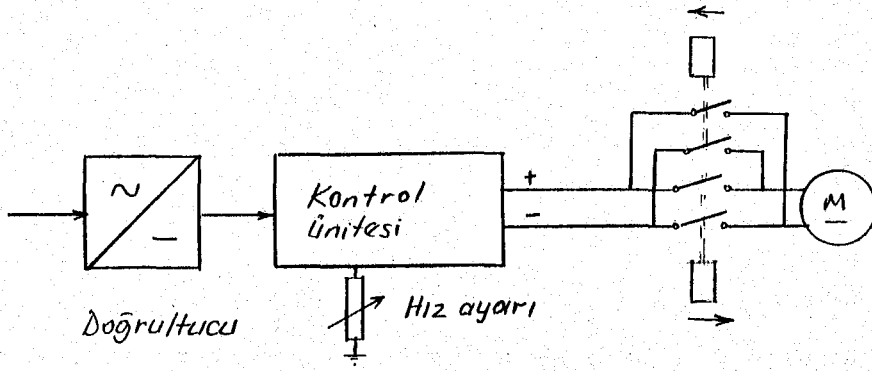 ~
—
Doğrultucu
Kontrol
ünitesi
+
-
Hız ayarı
M